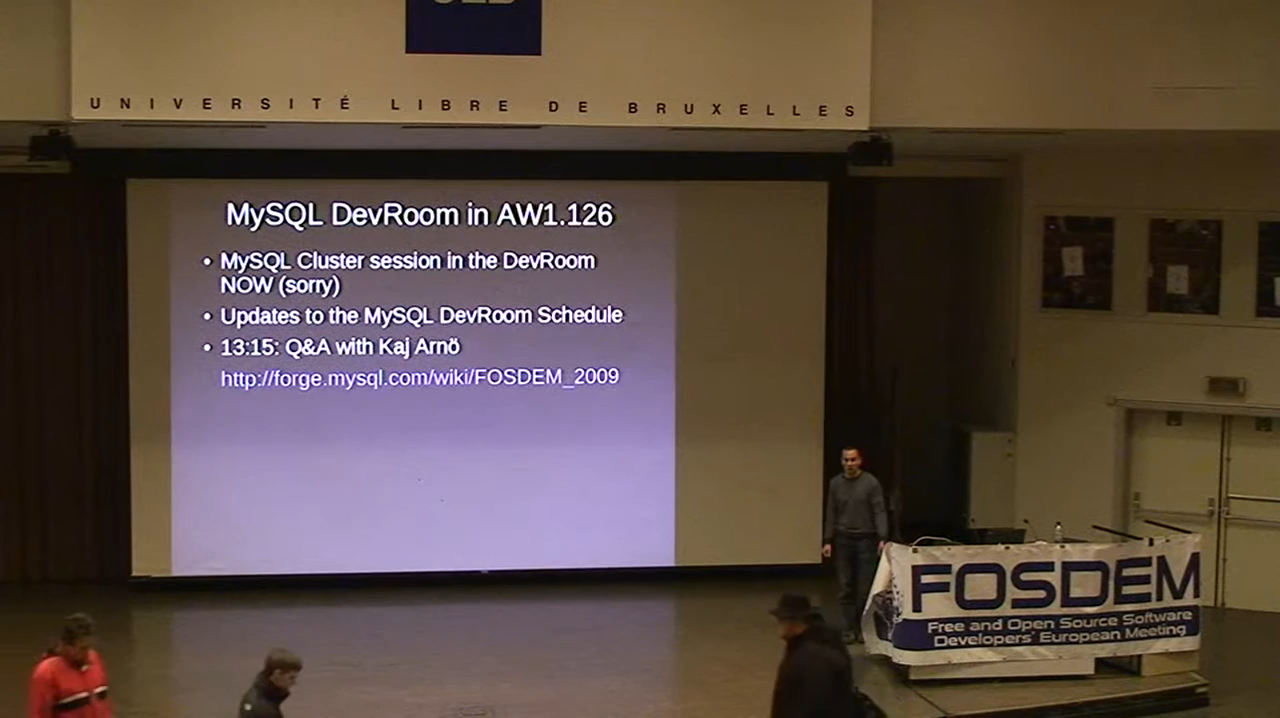 UNIVERSITÉ LIBRE DE BRUXELLES
MySQL DevRoom in AW1.126
• MySQL Cluster session in the DevRoom
NOW (sorry)
• Updates to the MySQL DevRoom Schedule
• 13:15: Q&A with Kaj Arnö
http://forge.mysql.com/wiki/FOSDEM_2009
FOSDEM
Free and Open Source Software
Developers' European Meeting